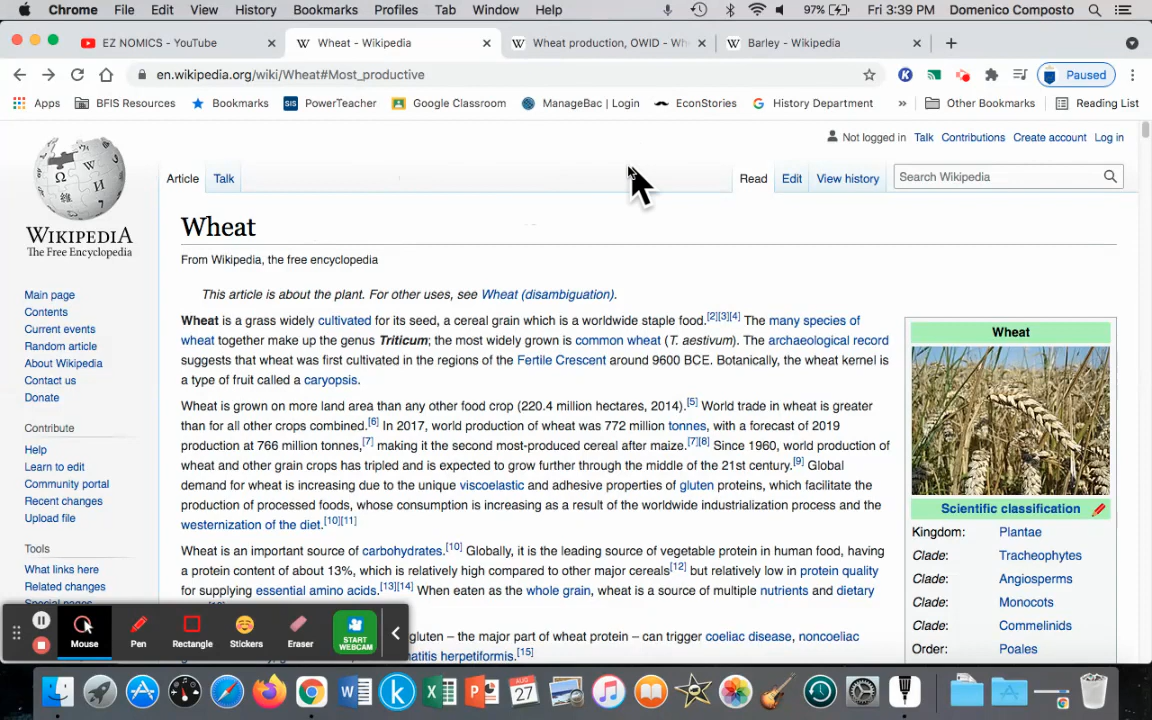 Chrome File Edit View History Bookmarks Profiles Tab Window Help 97% Fri 3:39 PM Domenico Composto
EZ NOMICS - YouTube Wheat - Wikipedia Wheat production, OWID - Wh Barley - Wikipedia
en.wikipedia.org/wiki/Wheat#Most_productive Paused
Apps BFIS Resources Bookmarks SIS PowerTeacher Google Classroom ManageBac | Login EconStories History Department » Other Bookmarks Reading List
Not logged in Talk Contributions Create account Log in
Article Talk Read Edit View history Search Wikipedia
WIKIPEDIA
The Free Encyclopedia
Main page
Contents
Current events
Random article
About Wikipedia
Contact us
Donate
Contribute
Help
Learn to edit
Community portal
Recent changes
Upload file
Tools
What links here
Related changes
Special pages
Wheat
From Wikipedia, the free encyclopedia
This article is about the plant. For other uses, see Wheat (disambiguation).
Wheat is a grass widely cultivated for its seed, a cereal grain which is a worldwide staple food.[2][3][4] The many species of
wheat together make up the genus Triticum; the most widely grown is common wheat (T. aestivum). The archaeological record
suggests that wheat was first cultivated in the regions of the Fertile Crescent around 9600 BCE. Botanically, the wheat kernel is
a type of fruit called a caryopsis.
Wheat is grown on more land area than any other food crop (220.4 million hectares, 2014).[5] World trade in wheat is greater
than for all other crops combined.[6] In 2017, world production of wheat was 772 million tonnes, with a forecast of 2019
production at 766 million tonnes,[7] making it the second most-produced cereal after maize.[7][8] Since 1960, world production of
wheat and other grain crops has tripled and is expected to grow further through the middle of the 21st century.[9] Global
demand for wheat is increasing due to the unique viscoelastic and adhesive properties of gluten proteins, which facilitate the
production of processed foods, whose consumption is increasing as a result of the worldwide industrialization process and the
westernization of the diet.[10][11]
Wheat is an important source of carbohydrates.[10] Globally, it is the leading source of vegetable protein in human food, having
a protein content of about 13%, which is relatively high compared to other major cereals[12] but relatively low in protein quality
for supplying essential amino acids.[13][14] When eaten as the whole grain, wheat is a source of multiple nutrients and dietary
gluten – the major part of wheat protein – can trigger coeliac disease, noncoeliac
herpetiformis.[15]
Wheat
Scientific classification
Kingdom: Plantae
Clade: Tracheophytes
Clade: Angiosperms
Clade: Monocots
Clade: Commelinids
Order: Poales
Mouse Pen Rectangle Stickers Eraser START WEBCAM
AUG
27